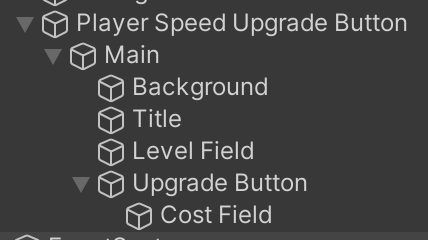 Player Speed Upgrade Button
Main
Background
Title
Level Field
Upgrade Button
Cost Field